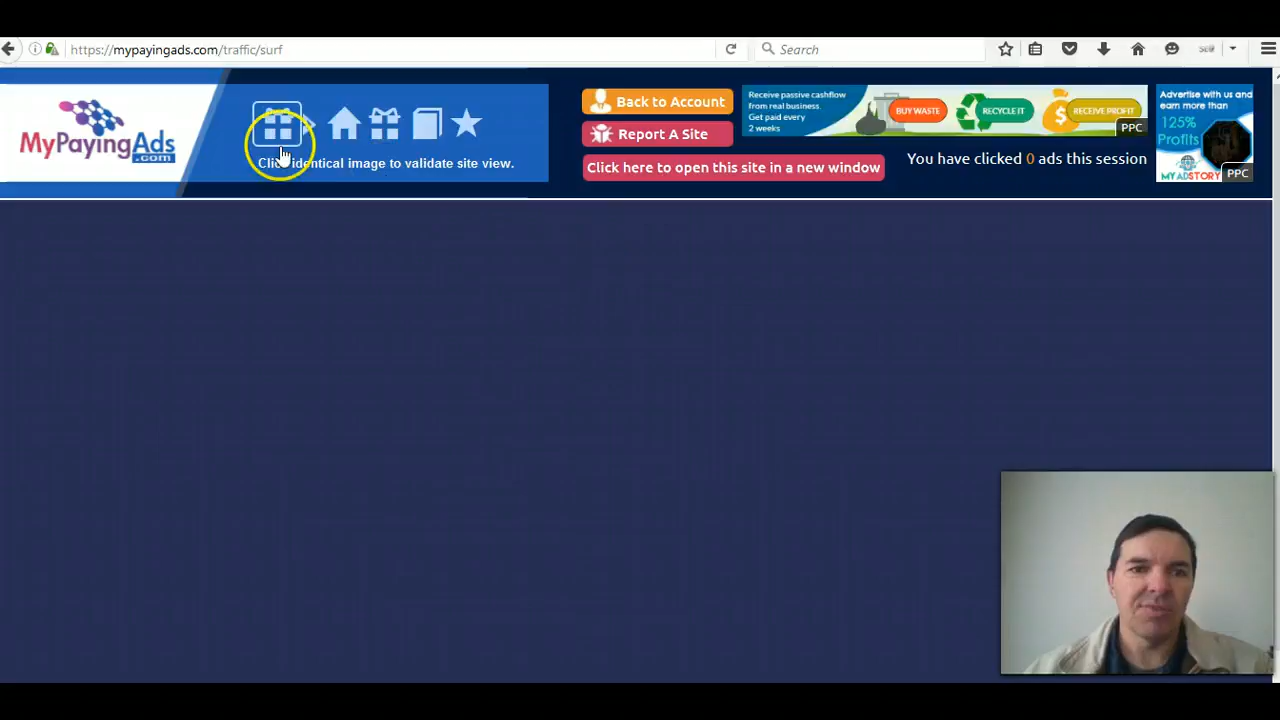 https://mypayingads.com/traffic/surf
Search
MyPayingAds
.com
Click identical image to validate site view.
Back to Account
Report A Site
Click here to open this site in a new window
Receive passive cashflow
from real business.
Get paid every
2 weeks
BUY WASTE
RECYCLE IT
RECEIVE PROFIT
PPC
You have clicked 0 ads this session
Advertise with us and
earn more than
125%
Profits
MY ADSTORY
PPC